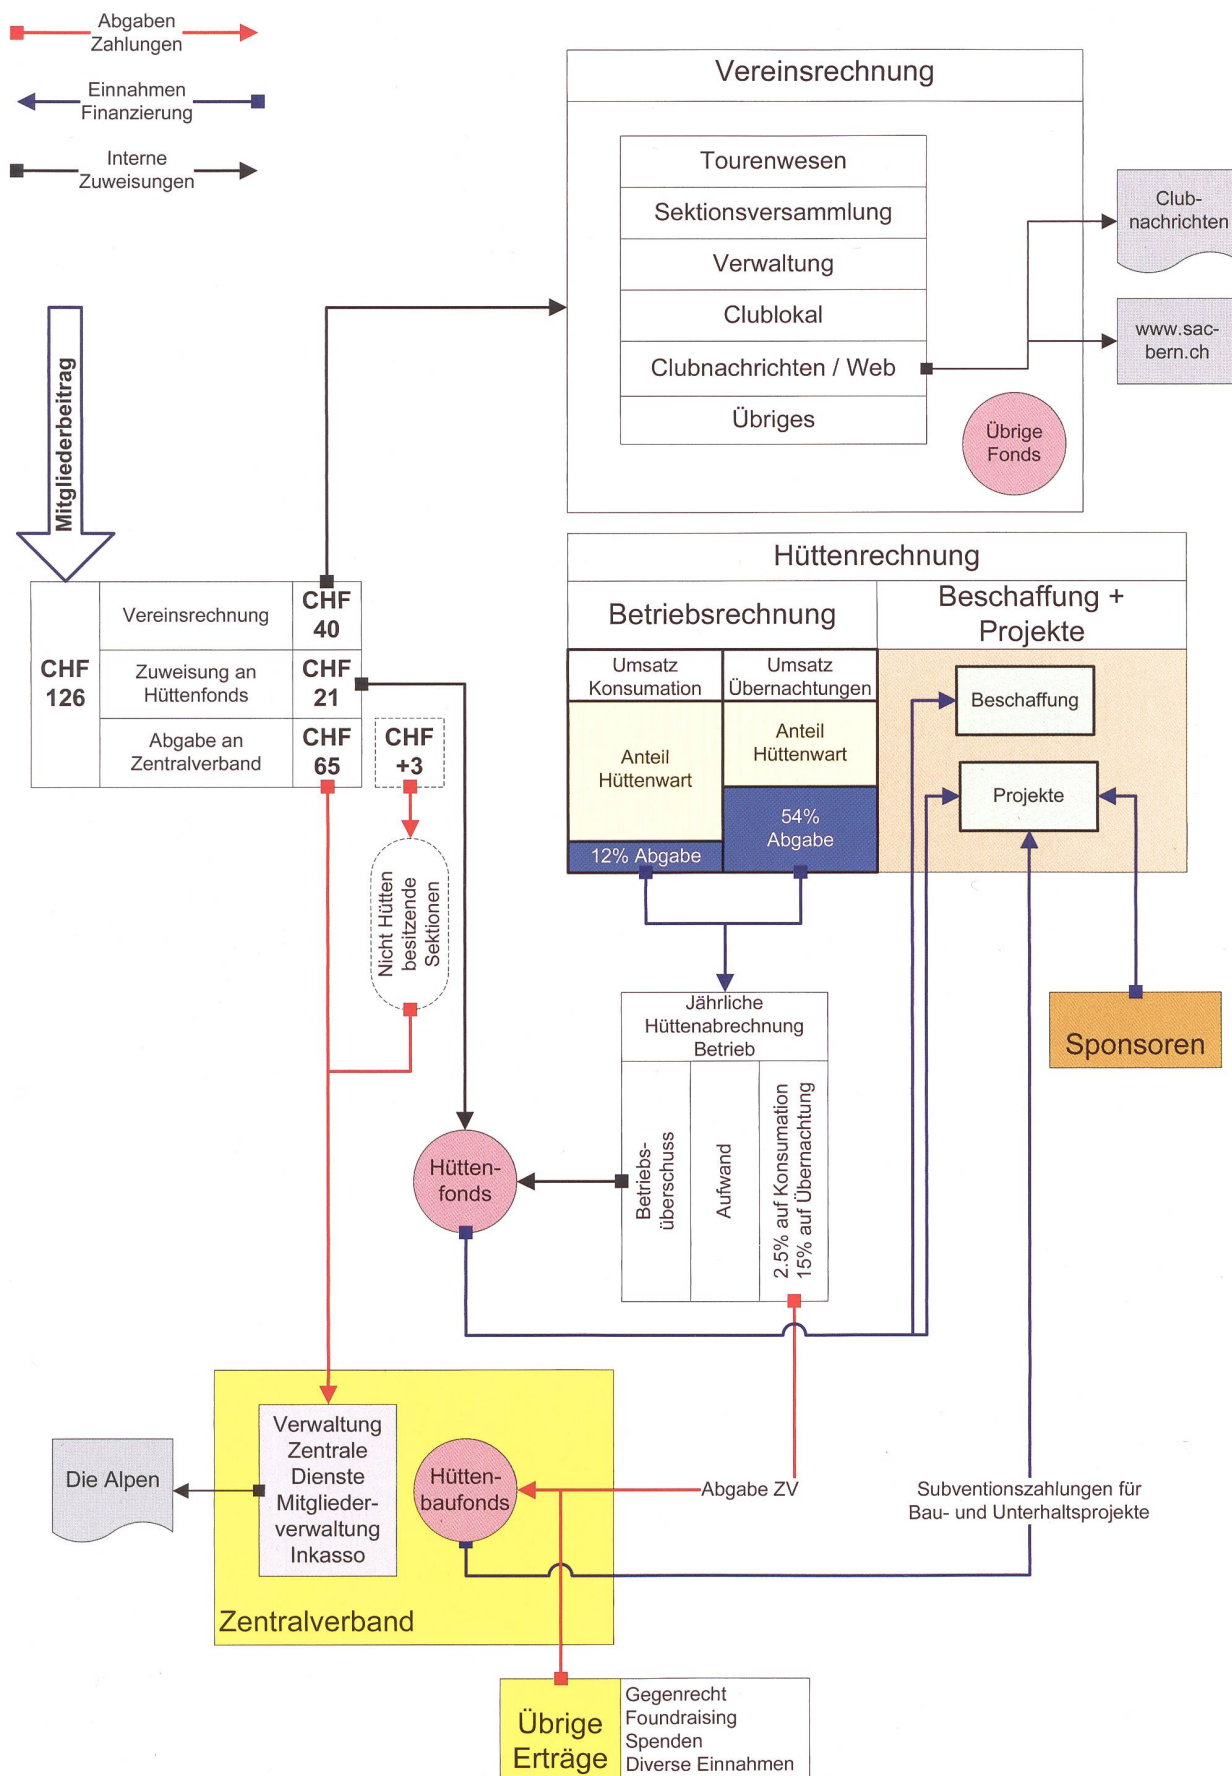 Abgaben
Zahlungen
Einnahmen
Finanzierung
Interne
Zuweisungen
Vereinsrechnung
Tourenwesen
Sektionsversammlung
Verwaltung
Clublokal
Clubnachrichten / Web
Übriges
Übrige
Fonds
Club-
nachrichten
www.sac-
bern.ch
Mitgliederbeitrag
CHF
126
Vereinsrechnung
CHF
40
Zuweisung an
Hüttenfonds
CHF
21
Abgabe an
Zentralverband
CHF
65
CHF
+3
Nicht Hütten
besitzende
Sektionen
Hüttenrechnung
Betriebsrechnung
Beschaffung +
Projekte
Umsatz
Konsumation
Umsatz
Übernachtungen
Anteil
Hüttenwart
Anteil
Hüttenwart
12% Abgabe
54%
Abgabe
Beschaffung
Projekte
Sponsoren
Jährliche
Hüttenabrechnung
Betrieb
Betriebs-
überschuss
Aufwand
2.5% auf Konsumation
15% auf Übernachtung
Hütten-
fonds
Verwaltung
Zentrale
Dienste
Mitglieder-
verwaltung
Inkasso
Hütten-
baufonds
Zentralverband
Die Alpen
Abgabe ZV
Subventionszahlungen für
Bau- und Unterhaltsprojekte
Übrige
Erträge
Gegenrecht
Foundraising
Spenden
Diverse Einnahmen